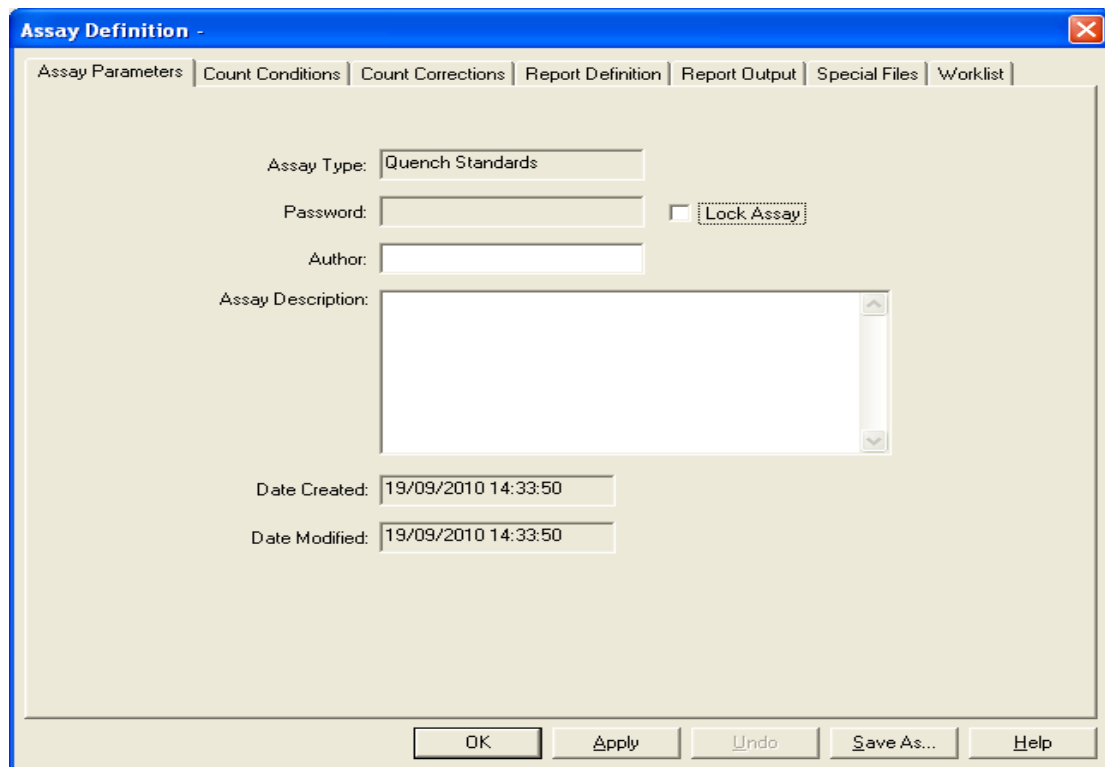 Assay Definition -
Assay Parameters Count Conditions Count Corrections Report Definition Report Output Special Files Worklist
Assay Type: Quench Standards
Password: Lock Assay
Author:
Assay Description:
Date Created: 19/09/2010 14:33:50
Date Modified: 19/09/2010 14:33:50
OK Apply Undo Save As... Help